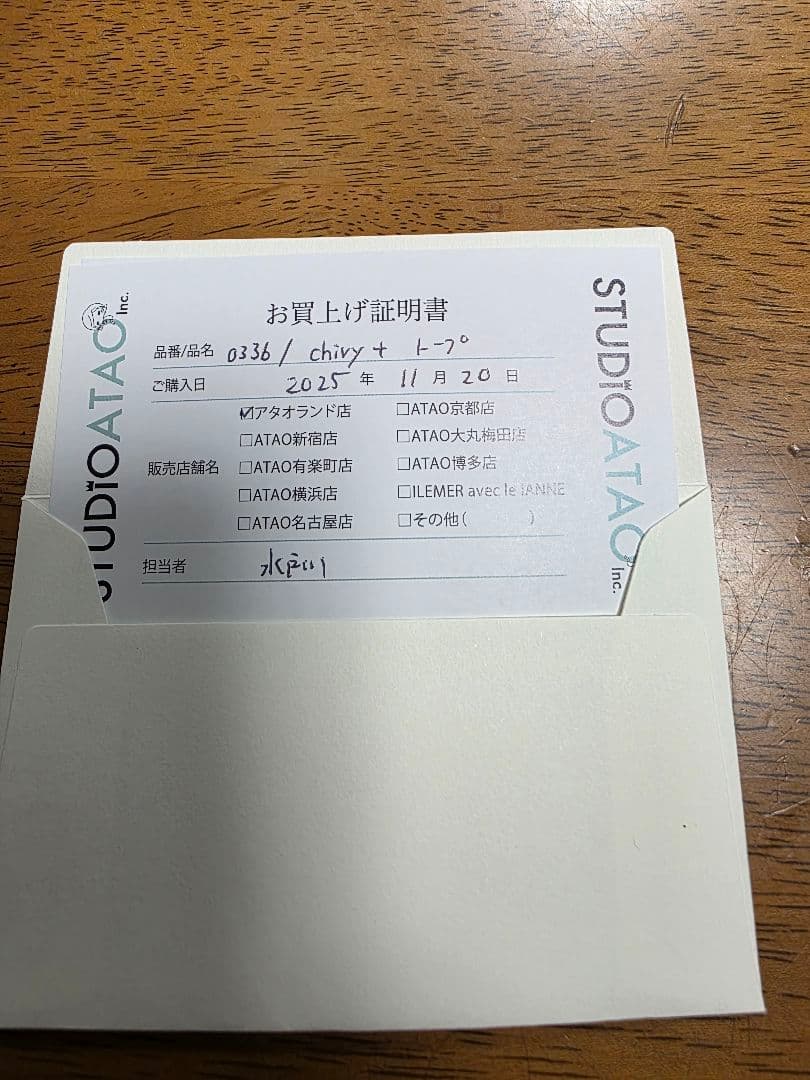 お買上げ証明書
品番/品名 0336/ chivy+ トープ
ご購入日 2025 年 11 月 20 日
販売店舗名
☑アタオランド店 □ATAO京都店
□ATAO新宿店 □ATAO大丸梅田店
□ATAO有楽町店 □ATAO博多店
□ATAO横浜店 □ILEMER avec le IANNE
□ATAO名古屋店 □その他( )
担当者 水戸川
STUDIOATAO Inc.
STUDIOATAO Inc.